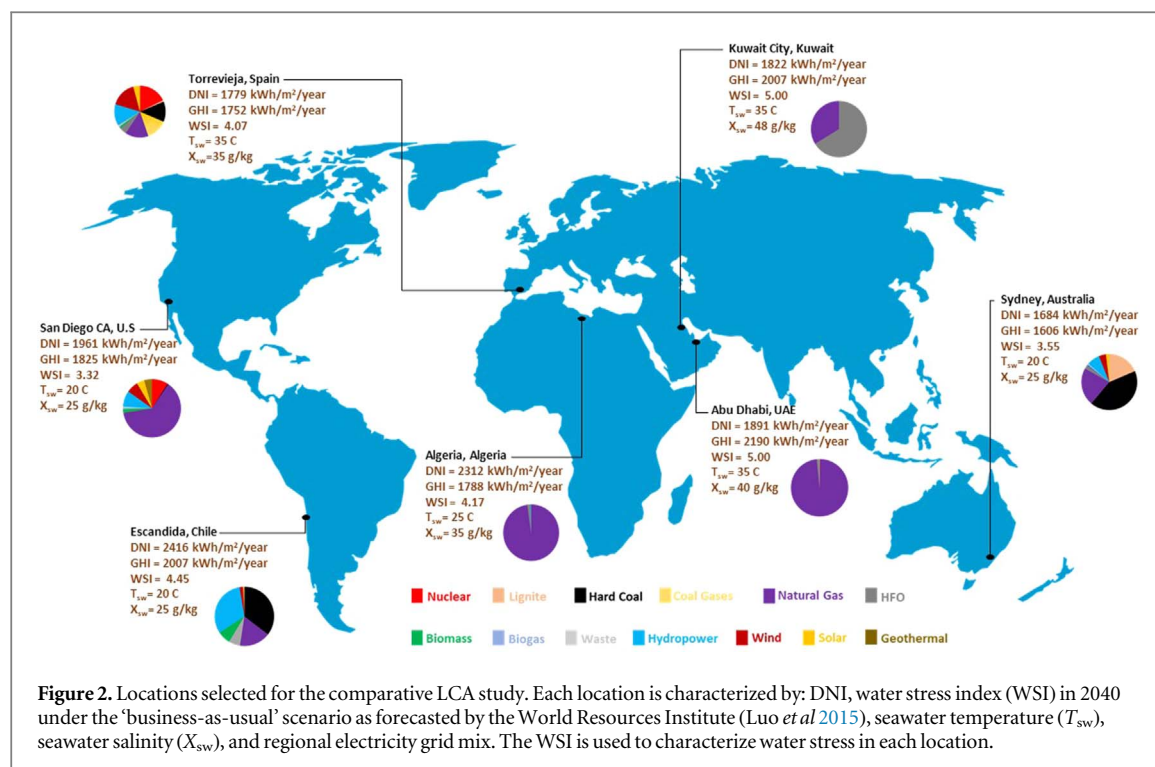 Kuwait City, Kuwait
DNI = 1822 kWh/m²/year
GHI = 2007 kWh/m²/year
WSI = 5.00
Tsw= 35 C
Xsw= 48 g/kg
Torrevieja, Spain
DNI = 1779 kWh/m²/year
GHI = 1752 kWh/m²/year
WSI = 4.07
Tsw= 35 C
Xsw=35 g/kg
Sydney, Australia
DNI = 1684 kWh/m²/year
GHI = 1606 kWh/m²/year
WSI = 3.55
Tsw= 20 C
Xsw= 25 g/kg
San Diego CA, U.S
DNI = 1961 kWh/m²/year
GHI = 1825 kWh/m²/year
WSI = 3.32
Tsw= 20 C
Xsw= 25 g/kg
Abu Dhabi, UAE
DNI = 1891 kWh/m²/year
GHI = 2190 kWh/m²/year
WSI = 5.00
Tsw= 35 C
Xsw= 40 g/kg
Algeria, Algeria
DNI = 2312 kWh/m²/year
GHI = 1788 kWh/m²/year
WSI = 4.17
Tsw= 25 C
Xsw= 35 g/kg
Escandida, Chile
DNI = 2416 kWh/m²/year
GHI = 2007 kWh/m²/year
WSI = 4.45
Tsw= 20 C
Xsw= 25 g/kg
Nuclear Lignite Hard Coal Coal Gases Natural Gas HFO
Biomass Biogas Waste Hydropower Wind Solar Geothermal
Figure 2. Locations selected for the comparative LCA study. Each location is characterized by: DNI, water stress index (WSI) in 2040
under the 'business-as-usual' scenario as forecasted by the World Resources Institute (Luo et al 2015), seawater temperature (Tsw),
seawater salinity (Xsw), and regional electricity grid mix. The WSI is used to characterize water stress in each location.